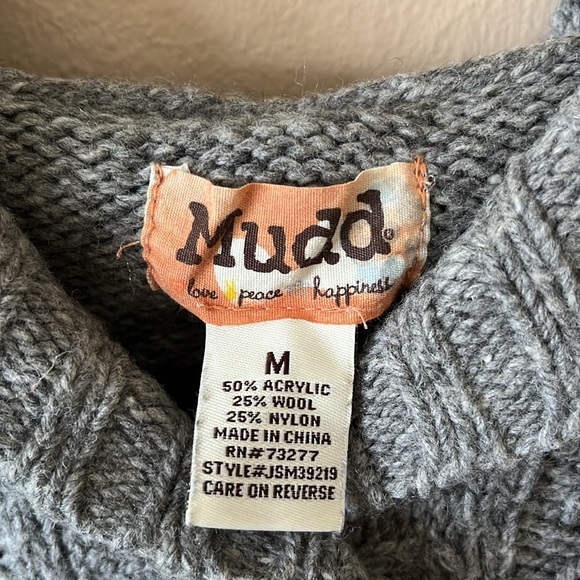 Mudd®
love peace happiness
M
50% ACRYLIC
25% WOOL
25% NYLON
MADE IN CHINA
RN#73277
STYLE#JSM39219
CARE ON REVERSE